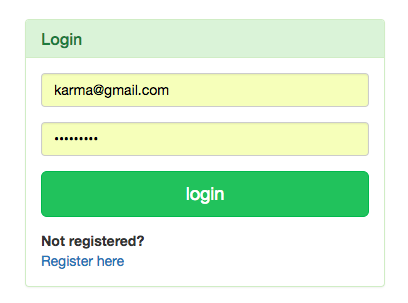 Login
karma@gmail.com
•••••••••
login
Not registered?
Register here